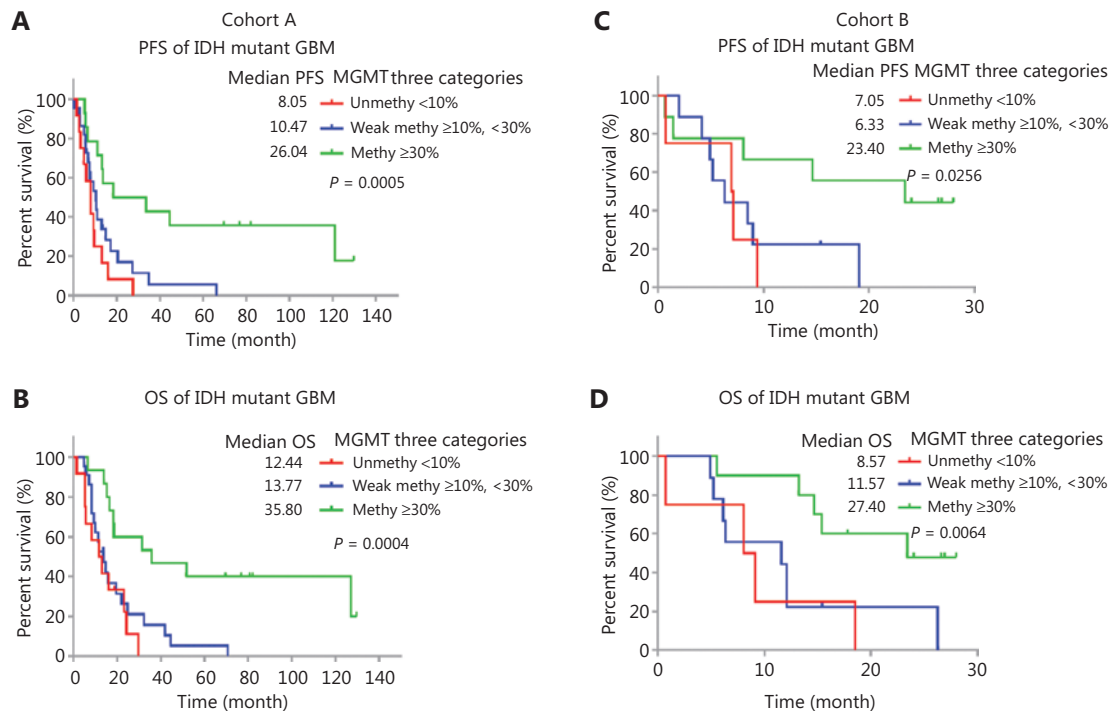 A
Cohort A
PFS of IDH mutant GBM
Median PFS MGMT three categories
8.05 Unmethy <10%
10.47 Weak methy ≥10%, <30%
26.04 Methy ≥30%
P = 0.0005
Percent survival (%)
100
80
60
40
20
0
0 20 40 60 80 100 120 140
Time (month)
B
OS of IDH mutant GBM
Median OS MGMT three categories
12.44 Unmethy <10%
13.77 Weak methy ≥10%, <30%
35.80 Methy ≥30%
P = 0.0004
Percent survival (%)
100
80
60
40
20
0
0 20 40 60 80 100 120 140
Time (month)
C
Cohort B
PFS of IDH mutant GBM
Median PFS MGMT three categories
7.05 Unmethy <10%
6.33 Weak methy ≥10%, <30%
23.40 Methy ≥30%
P = 0.0256
Percent survival (%)
100
80
60
40
20
0
0 10 20 30
Time (month)
D
OS of IDH mutant GBM
Median OS MGMT three categories
8.57 Unmethy <10%
11.57 Weak methy ≥10%, <30%
27.40 Methy ≥30%
P = 0.0064
Percent survival (%)
100
80
60
40
20
0
0 10 20 30
Time (month)